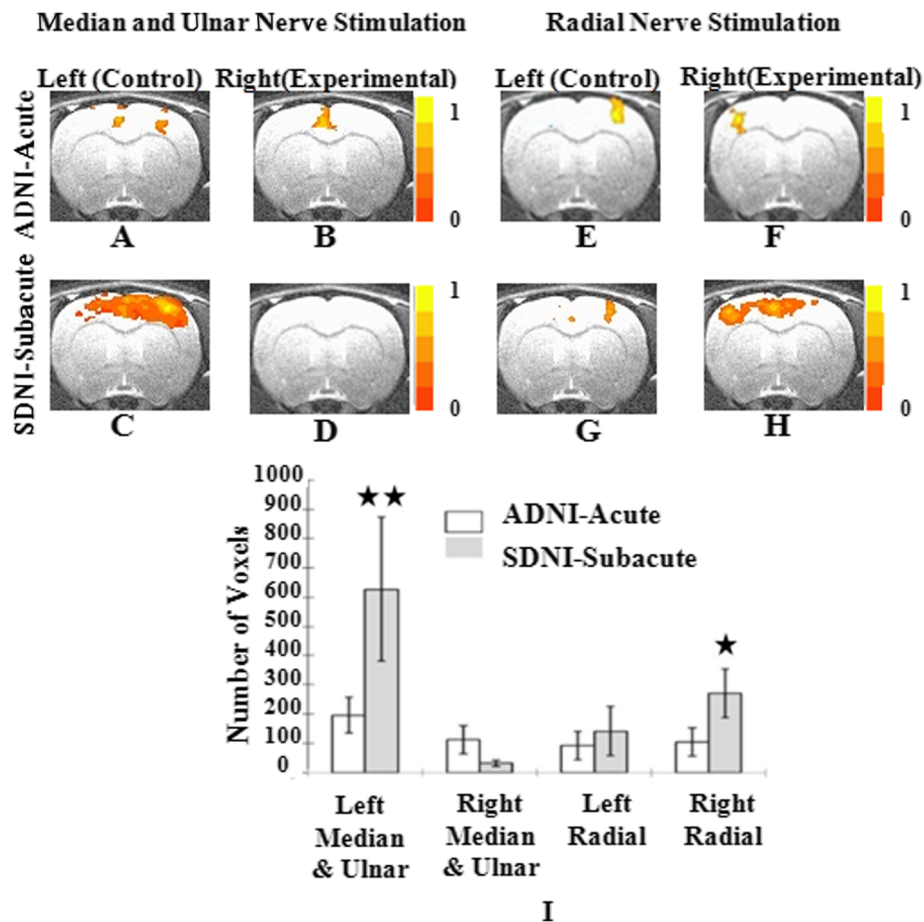 Median and Ulnar Nerve Stimulation
Radial Nerve Stimulation
Left (Control)
Right(Experimental)
Left (Control)
Right(Experimental)
ADNI-Acute
1
0
1
0
A
B
E
F
SDNI-Subacute
1
0
1
0
C
D
G
H
Number of Voxels
1000
900
800
700
600
500
400
300
200
100
0
★★
★
ADNI-Acute
SDNI-Subacute
Left
Median
& Ulnar
Right
Median
& Ulnar
Left
Radial
Right
Radial
I